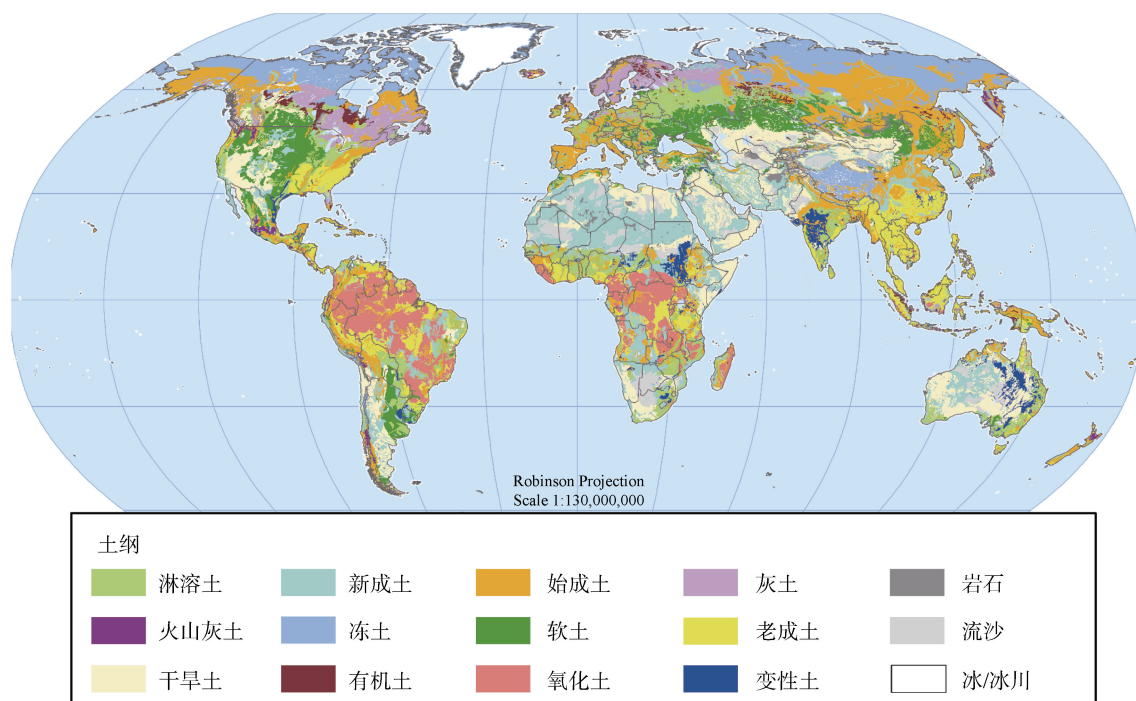 Robinson Projection
Scale 1:130,000,000
土纲
淋溶土 新成土 始成土 灰土 岩石
火山灰土 冻土 软土 老成土 流沙
干旱土 有机土 氧化土 变性土 冰/冰川